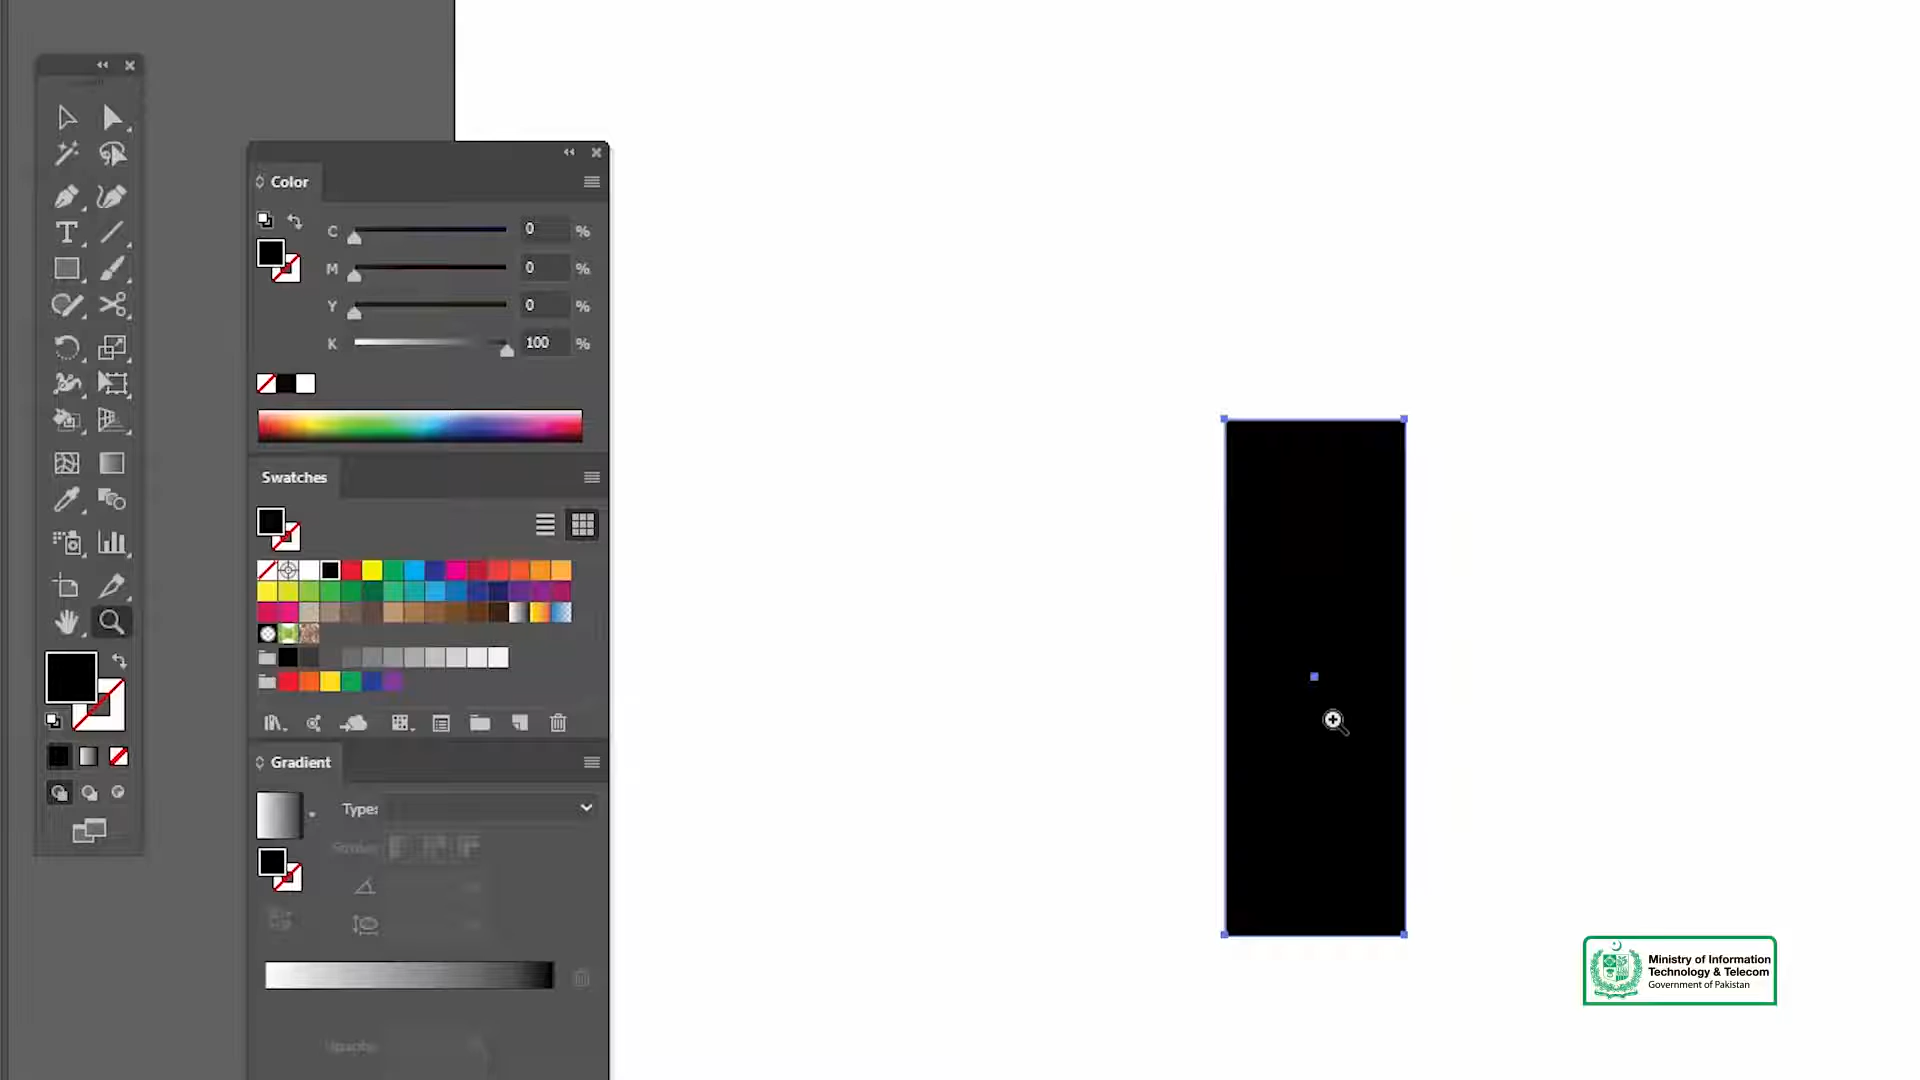 Color
C 0 %
M 0 %
Y 0 %
K 100 %
Swatches
Gradient
Type:
Stroke:
Opacity:
Ministry of Information
Technology & Telecom
Government of Pakistan